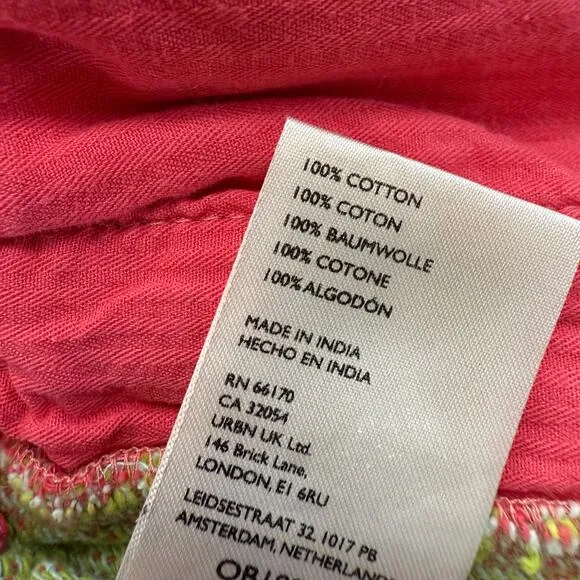 100% COTTON
100% COTON
100% BAUMWOLLE
100% COTONE
100% ALGODÓN
MADE IN INDIA
HECHO EN INDIA
RN 66170
CA 32054
URBN UK Ltd.
146 Brick Lane,
LONDON, E1 6RU
LEIDSESTRAAT 32, 1017 PB
AMSTERDAM,